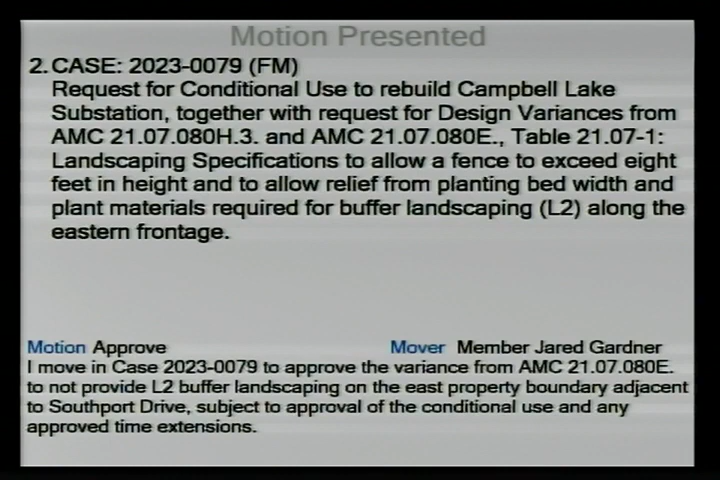 Motion Presented
2. CASE: 2023-0079 (FM)
Request for Conditional Use to rebuild Campbell Lake
Substation, together with request for Design Variances from
AMC 21.07.080H.3. and AMC 21.07.080E., Table 21.07-1:
Landscaping Specifications to allow a fence to exceed eight
feet in height and to allow relief from planting bed width and
plant materials required for buffer landscaping (L2) along the
eastern frontage.
Motion Approve Mover Member Jared Gardner
I move in Case 2023-0079 to approve the variance from AMC 21.07.080E.
to not provide L2 buffer landscaping on the east property boundary adjacent
to Southport Drive, subject to approval of the conditional use and any
approved time extensions.